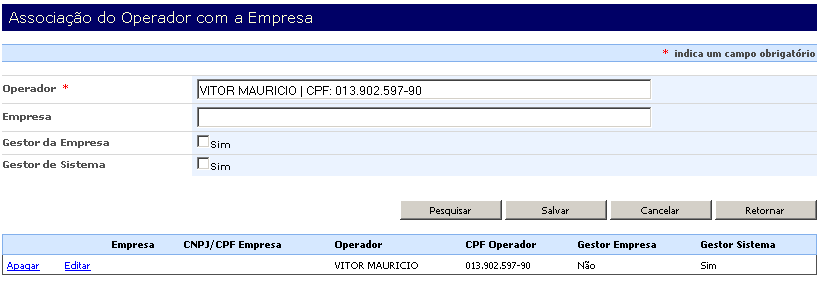 Associação do Operador com a Empresa
* indica um campo obrigatório
Operador * VITOR MAURICIO | CPF: 013.902.597-90
Empresa
Gestor da Empresa Sim
Gestor de Sistema Sim
Pesquisar Salvar Cancelar Retornar
Empresa CNPJ/CPF Empresa Operador CPF Operador Gestor Empresa Gestor Sistema
Apagar Editar VITOR MAURICIO 013.902.597-90 Não Sim